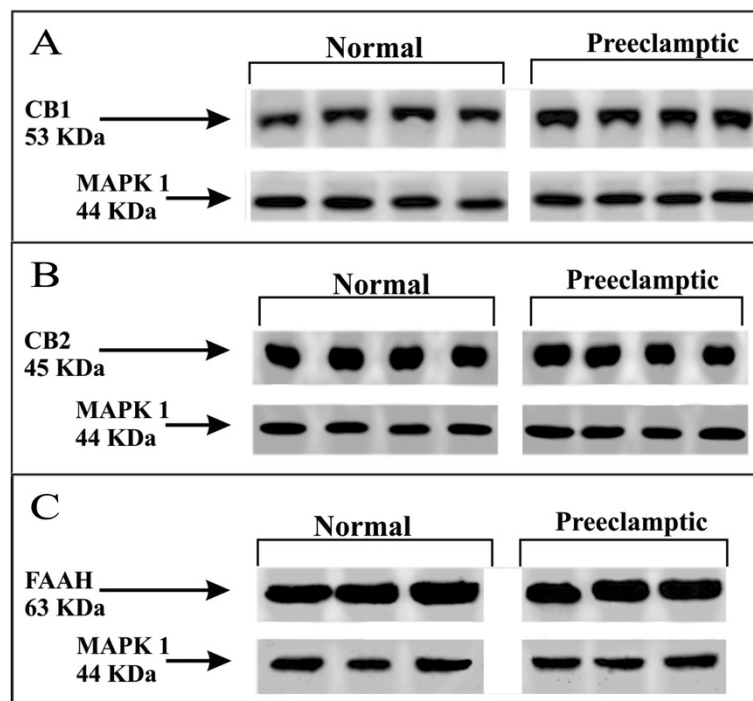 A
Normal
Preeclamptic
CB1
53 KDa
MAPK 1
44 KDa
B
Normal
Preeclamptic
CB2
45 KDa
MAPK 1
44 KDa
C
Normal
Preeclamptic
FAAH
63 KDa
MAPK 1
44 KDa